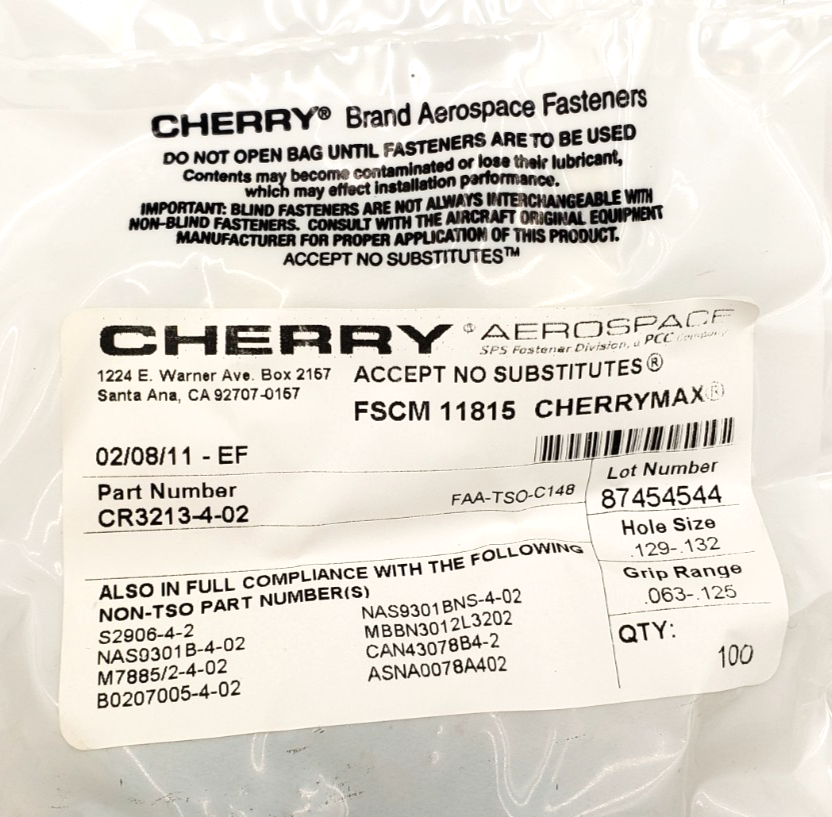 CHERRY® Brand Aerospace Fasteners
DO NOT OPEN BAG UNTIL FASTENERS ARE TO BE USED
Contents may become contaminated or lose their lubricant,
which may effect installation performance.
IMPORTANT: BLIND FASTENERS ARE NOT ALWAYS INTERCHANGEABLE WITH
NON-BLIND FASTENERS. CONSULT WITH THE AIRCRAFT ORIGINAL EQUIPMENT
MANUFACTURER FOR PROPER APPLICATION OF THIS PRODUCT.
ACCEPT NO SUBSTITUTES™
CHERRY® AEROSPACE
SPS Fastener Division, a PCC Company
1224 E. Warner Ave. Box 2157
Santa Ana, CA 92707-0157
ACCEPT NO SUBSTITUTES®
FSCM 11815 CHERRYMAX®
02/08/11 - EF
Part Number
CR3213-4-02
FAA-TSO-C148
Lot Number
87454544
Hole Size
.129-.132
Grip Range
.063-.125
QTY:
100
ALSO IN FULL COMPLIANCE WITH THE FOLLOWING
NON-TSO PART NUMBER(S)
S2906-4-2
NAS9301B-4-02
M7885/2-4-02
B0207005-4-02
NAS9301BNS-4-02
MBBN3012L3202
CAN43078B4-2
ASNA0078A402